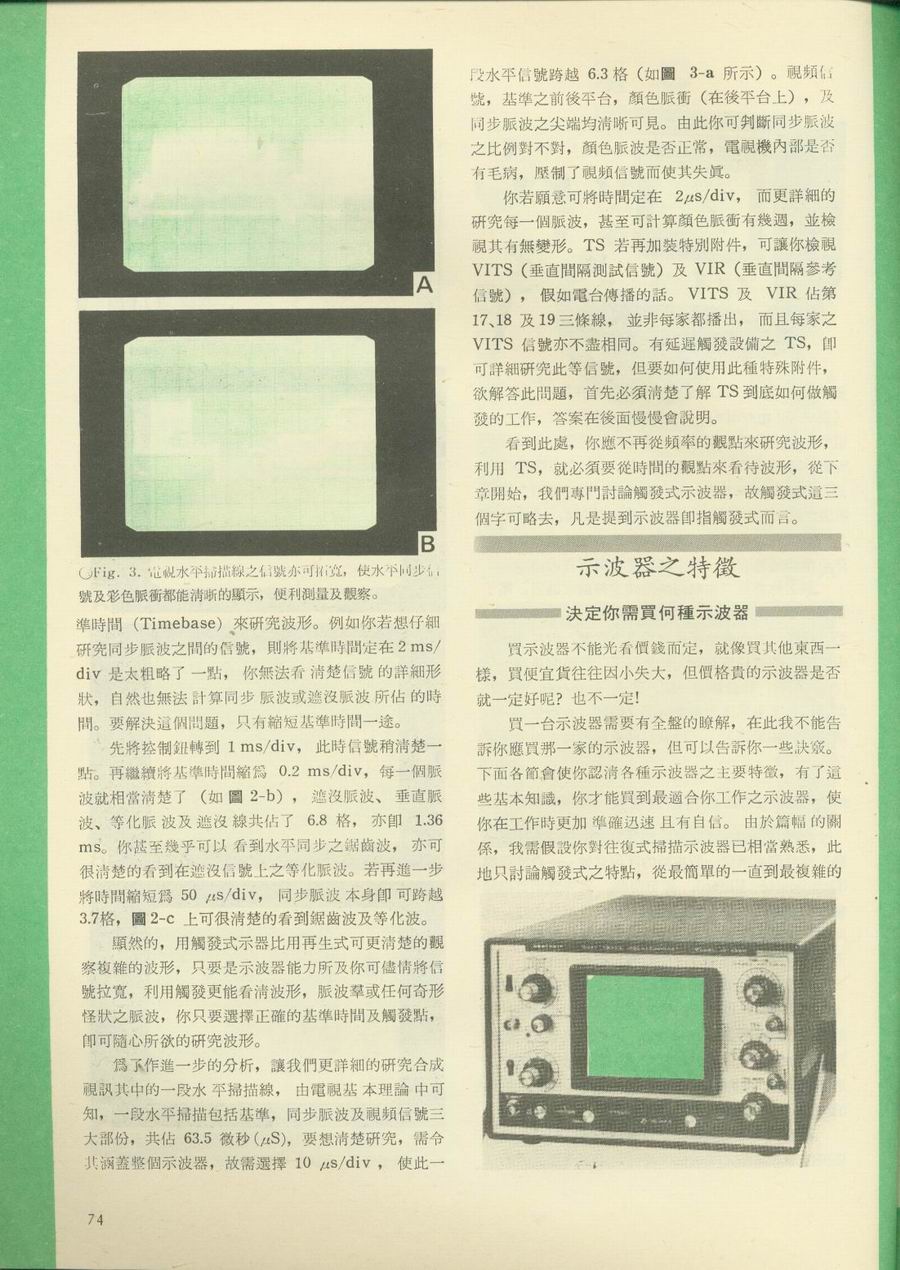 A
B
Fig. 3. 電視水平掃描線之信號亦可拓寬，使水平同步信
號及彩色脈衝都能清晰的顯示，便利測量及觀察。
準時間（Timebase）來研究波形。例如你若想仔細
研究同步脈波之間的信號，則將基準時間定在 2 ms/
div 是太粗略了一點， 你無法看清楚信號的詳細形
狀，自然也無法計算同步脈波或遮沒脈波所佔的時
間。要解決這個問題，只有縮短基準時間一途。
先將控制鈕轉到 1 ms/div， 此時信號稍清楚一
點。再繼續將基準時間縮爲 0.2 ms/div，每一個脈
波就相當清楚了（如圖 2-b），遮沒脈波、垂直脈
波、等化脈波及遮沒線共佔了 6.8 格， 亦卽 1.36
ms。你甚至幾乎可以看到水平同步之鋸齒波， 亦可
很清楚的看到在遮沒信號上之等化脈波。若再進一步
將時間縮短爲 50 μs/div， 同步脈波本身卽可跨越
3.7格，圖2-c 上可很清楚的看到鋸齒波及等化波。
顯然的，用觸發式示器比用再生式可更清楚的觀
察複雜的波形，只要是示波器能力所及你可儘情將信
號拉寬，利用觸發更能看清波形，脈波羣或任何奇形
怪狀之脈波，你只要選擇正確的基準時間及觸發點，
卽可隨心所欲的研究波形。
爲了作進一步的分析，讓我們更詳細的研究合成
視訊其中的一段水平掃描線， 由電視基本理論中可
知，一段水平掃描包括基準，同步脈波及視頻信號三
大部份，共佔 63.5 微秒(μS)，要想清楚研究，需令
其涵蓋整個示波器，故需選擇 10 μs/div ， 使此一
段水平信號跨越 6.3 格（如圖 3-a 所示）。視頻信
號，基準之前後平台，顏色脈衝（在後平台上），及
同步脈波之尖端均清晰可見。由此你可判斷同步脈波
之比例對不對，顏色脈波是否正常，電視機內部是否
有毛病，壓制了視頻信號而使其失眞。
你若願意可將時間定在 2μs/div， 而更詳細的
研究每一個脈波，甚至可計算顏色脈衝有幾週，並檢
視其有無變形。TS 若再加裝特別附件，可讓你檢視
VITS（垂直間隔測試信號）及 VIR（垂直間隔參考
信號），假如電台傳播的話。VITS 及 VIR 佔第
17、18 及 19 三條線， 並非每家都播出， 而且每家之
VITS 信號亦不盡相同。有延遲觸發設備之 TS，卽
可詳細研究此等信號，但要如何使用此種特殊附件，
欲解答此問題，首先必須清楚了解 TS 到底如何做觸
發的工作，答案在後面慢慢會說明。
看到此處，你應不再從頻率的觀點來研究波形，
利用 TS，就必須要從時間的觀點來看待波形，從下
章開始，我們專門討論觸發式示波器，故觸發式這三
個字可略去，凡是提到示波器卽指觸發式而言。
示波器之特徵
決定你需買何種示波器
買示波器不能光看價錢而定，就像買其他東西一
樣，買便宜貨往往因小失大，但價格貴的示波器是否
就一定好呢？也不一定！
買一台示波器需要有全盤的瞭解，在此我不能告
訴你應買那一家的示波器，但可以告訴你一些訣竅。
下面各節會使你認清各種示波器之主要特徵，有了這
些基本知識，你才能買到最適合你工作之示波器，使
你在工作時更加準確迅速且有自信。由於篇幅的關
係，我需假設你對往復式掃描示波器已相當熟悉，此
地只討論觸發式之特點，從最簡單的一直到最複雜的
74